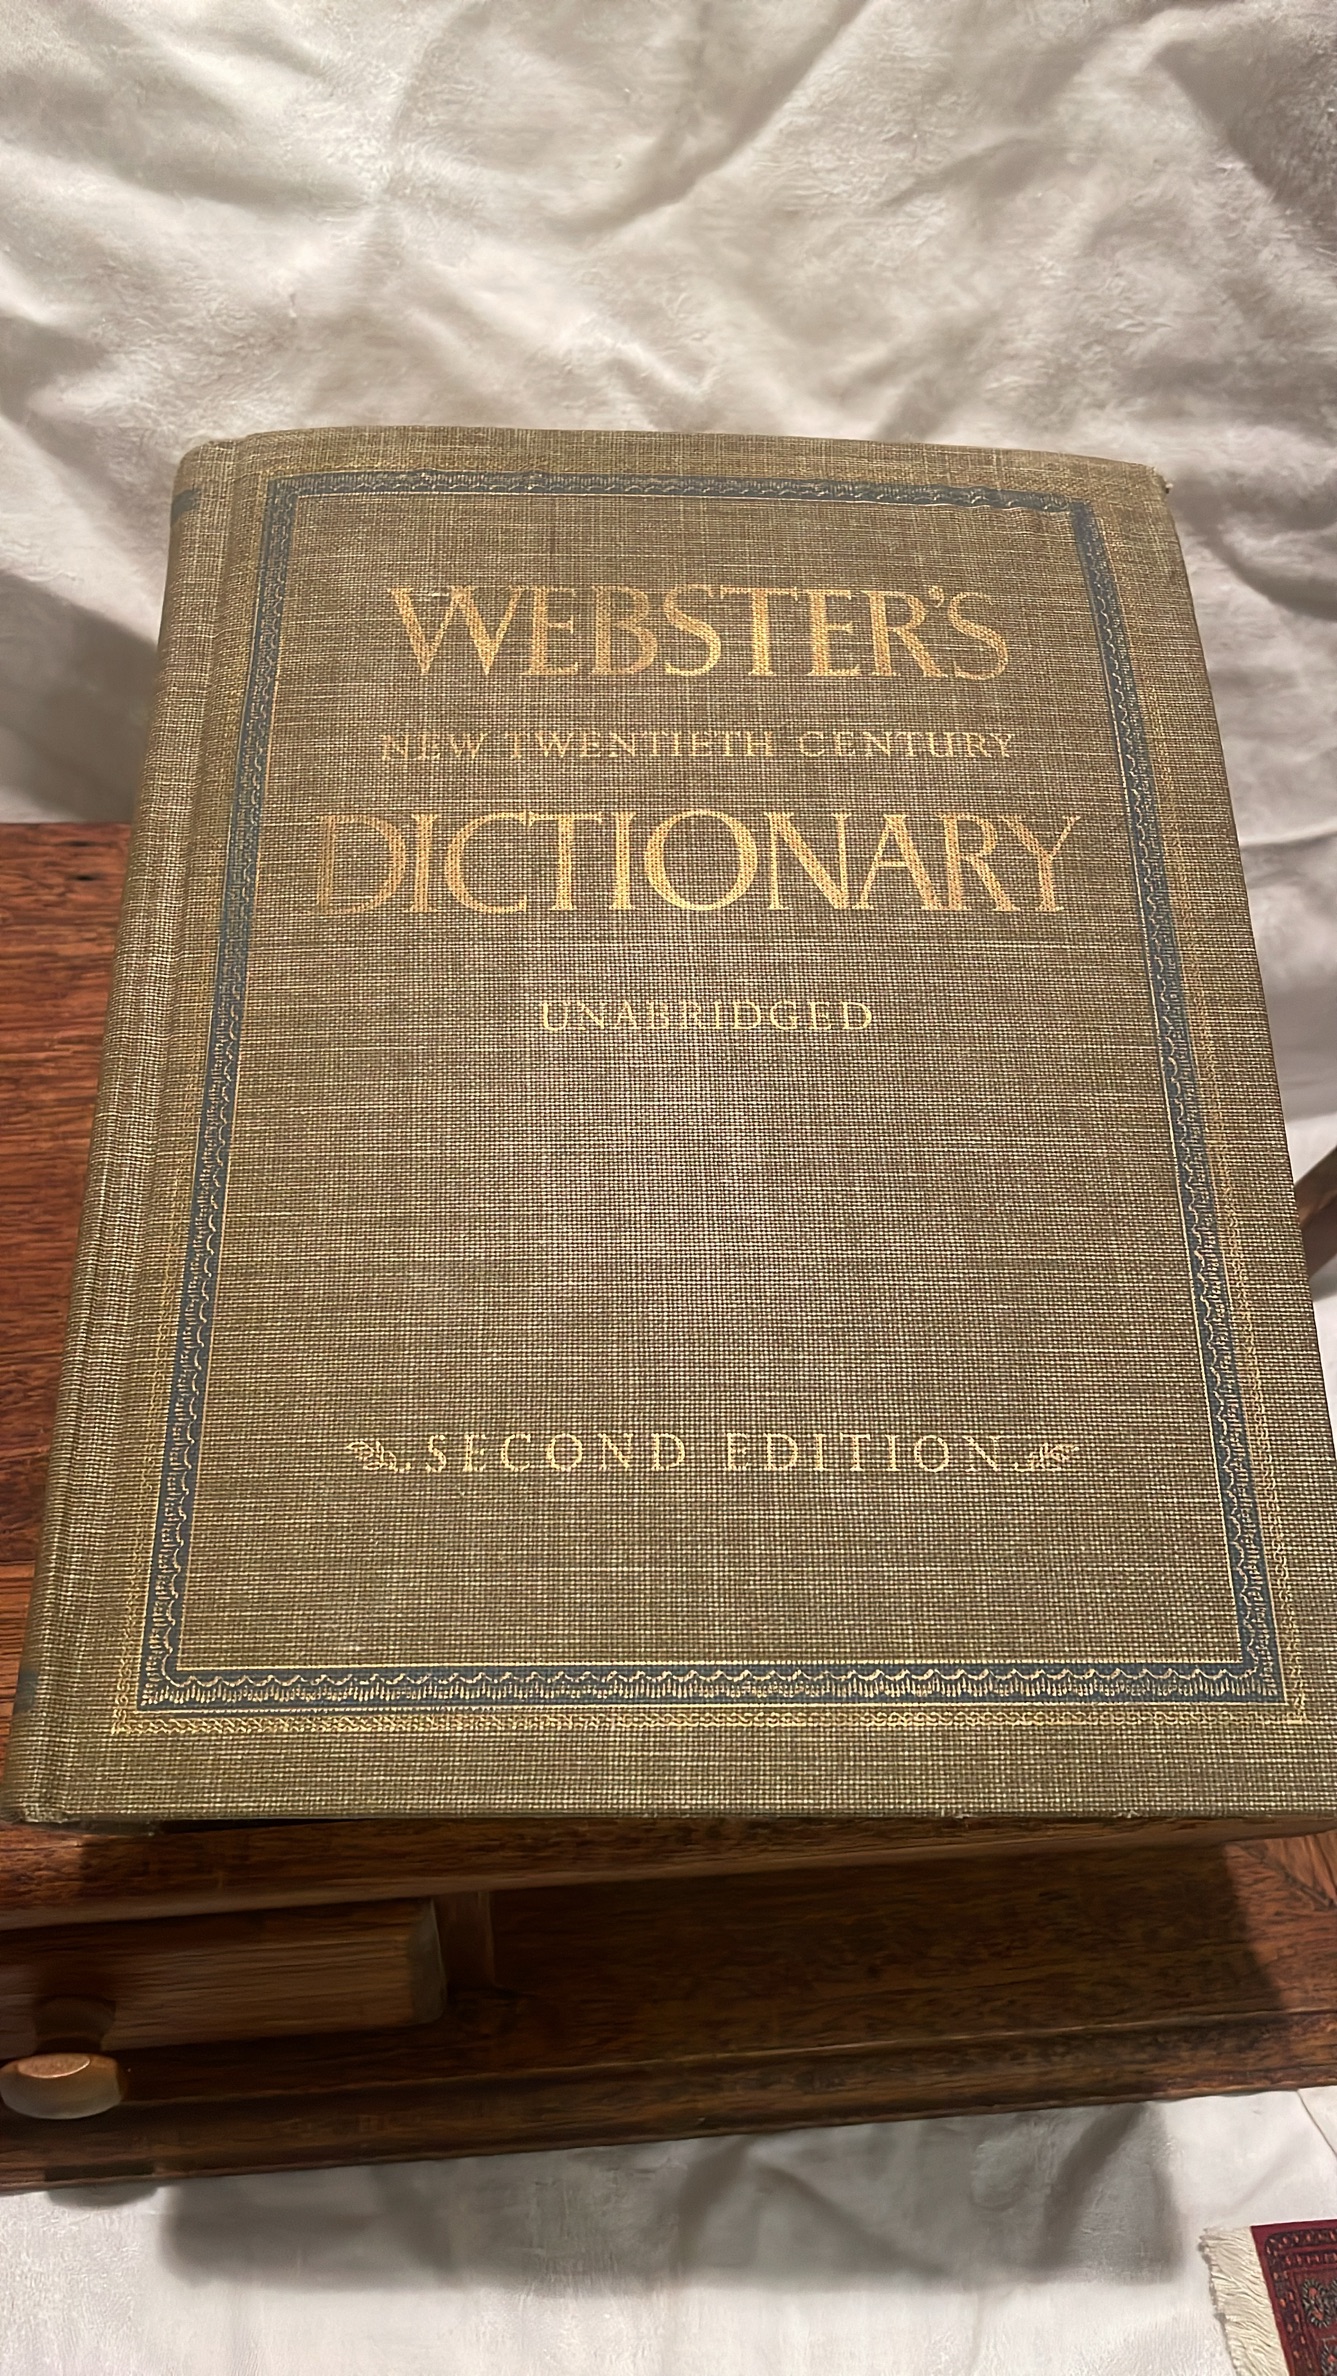 WEBSTER'S
NEW TWENTIETH CENTURY
DICTIONARY
UNABRIDGED
SECOND EDITION